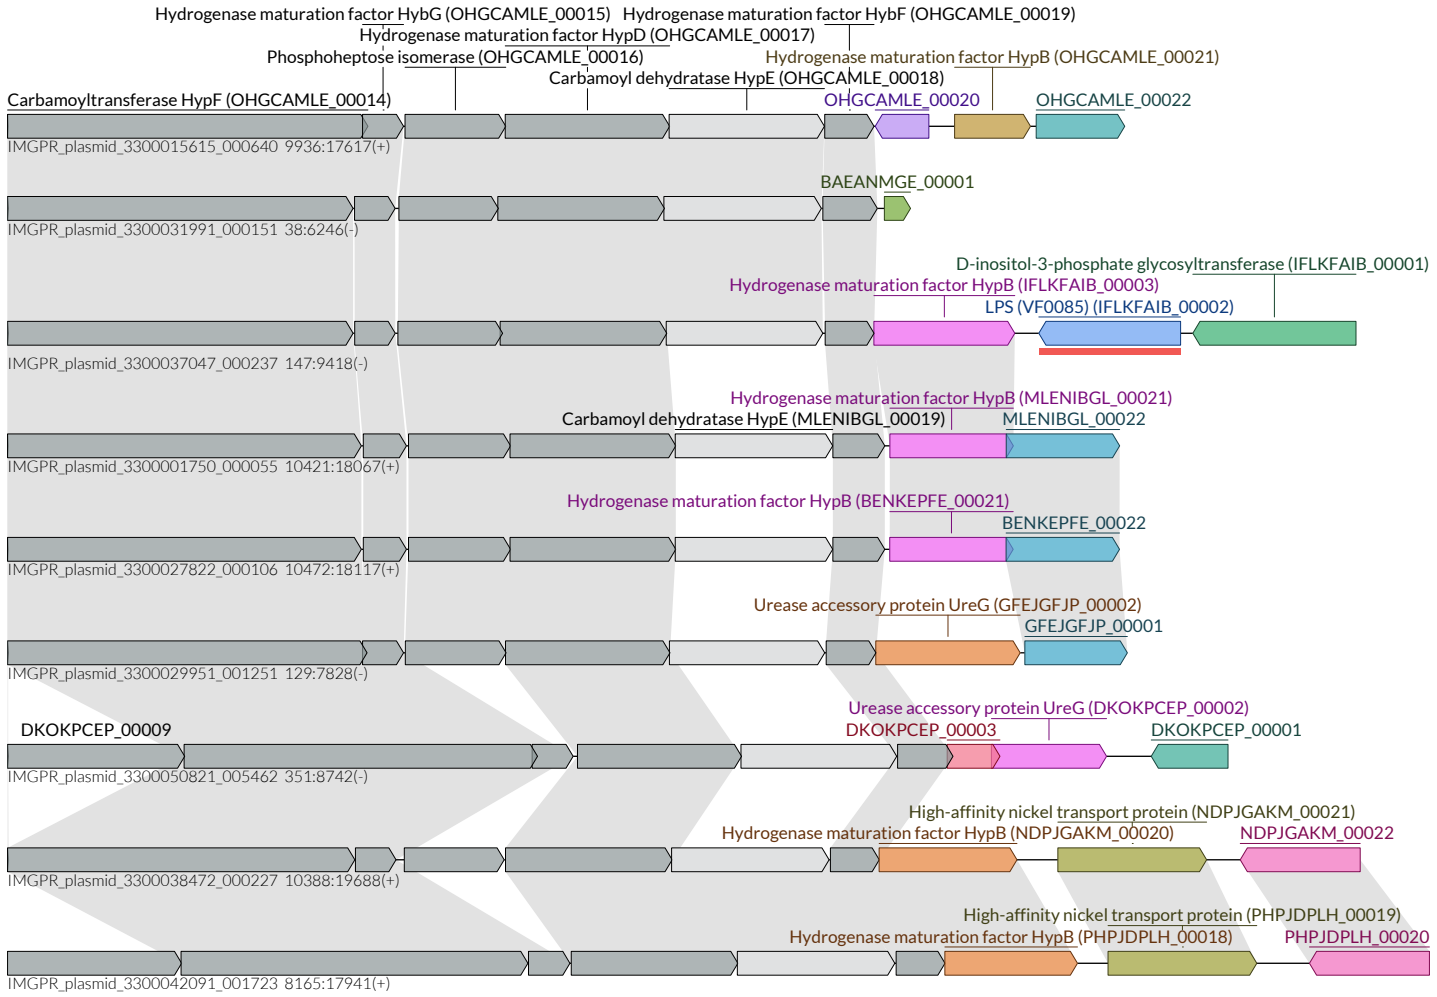 Hydrogenase maturation factor HybG (OHGCAMLE_00015) Hydrogenase maturation factor HybF (OHGCAMLE_00019)
Hydrogenase maturation factor HypD (OHGCAMLE_00017)
Phosphoheptose isomerase (OHGCAMLE_00016) Hydrogenase maturation factor HypB (OHGCAMLE_00021)
Carbamoyl dehydratase HypE (OHGCAMLE_00018)
Carbamoyltransferase HypF (OHGCAMLE_00014) OHGCAMLE_00020 OHGCAMLE_00022
IMGPR_plasmid_3300015615_000640 9936:17617(+)
BAEANMGE_00001
IMGPR_plasmid_3300031991_000151 38:6246(-)
D-inositol-3-phosphate glycosyltransferase (IFLKFAIB_00001)
Hydrogenase maturation factor HypB (IFLKFAIB_00003)
LPS (VF0085) (IFLKFAIB_00002)
IMGPR_plasmid_3300037047_000237 147:9418(-)
Hydrogenase maturation factor HypB (MLENIBGL_00021)
Carbamoyl dehydratase HypE (MLENIBGL_00019) MLENIBGL_00022
IMGPR_plasmid_3300001750_000055 10421:18067(+)
Hydrogenase maturation factor HypB (BENKEPFE_00021)
BENKEPFE_00022
IMGPR_plasmid_3300027822_000106 10472:18117(+)
Urease accessory protein UreG (GFEJGFJP_00002)
GFEJGFJP_00001
IMGPR_plasmid_3300029951_001251 129:7828(-)
Urease accessory protein UreG (DKOKPCEP_00002)
DKOKPCEP_00009 DKOKPCEP_00003 DKOKPCEP_00001
IMGPR_plasmid_3300050821_005462 351:8742(-)
High-affinity nickel transport protein (NDPJGAKM_00021)
Hydrogenase maturation factor HypB (NDPJGAKM_00020) NDPJGAKM_00022
IMGPR_plasmid_3300038472_000227 10388:19688(+)
High-affinity nickel transport protein (PHPJDPLH_00019)
Hydrogenase maturation factor HypB (PHPJDPLH_00018) PHPJDPLH_00020
IMGPR_plasmid_3300042091_001723 8165:17941(+)